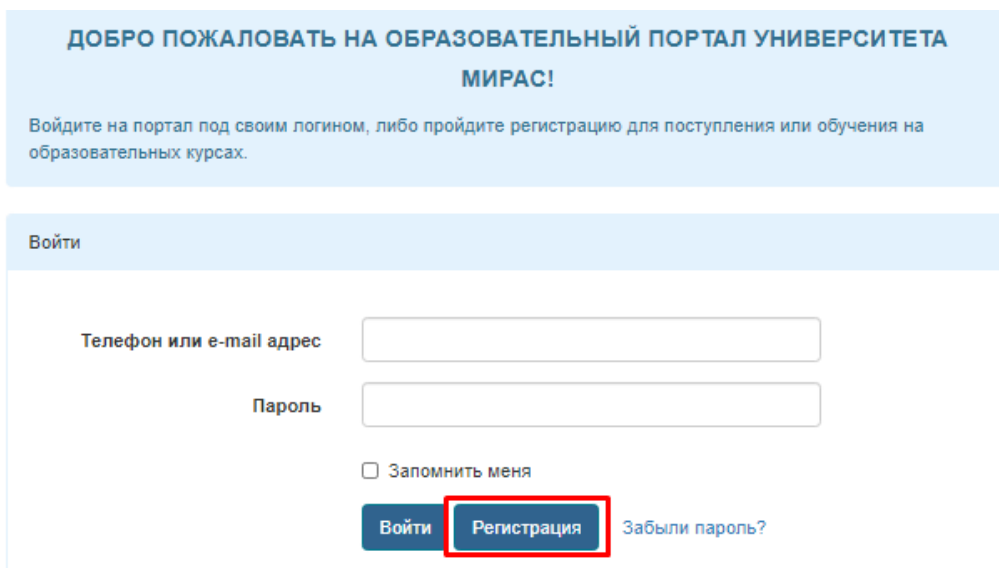 ДОБРО ПОЖАЛОВАТЬ НА ОБРАЗОВАТЕЛЬНЫЙ ПОРТАЛ УНИВЕРСИТЕТА
МИРАС!
Войдите на портал под своим логином, либо пройдите регистрацию для поступления или обучения на
образовательных курсах.
Войти
Телефон или e-mail адрес
Пароль
Запомнить меня
Войти Регистрация Забыли пароль?